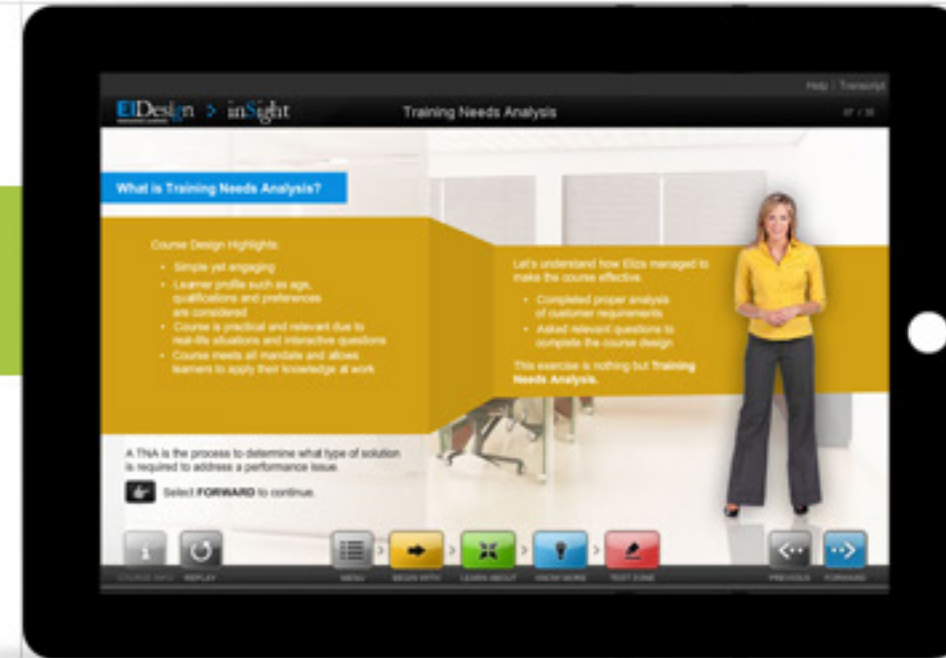 Help | Transcript
EIDesign > inSight
Training Needs Analysis
What is Training Needs Analysis?
Course Design Highlights:
• Simple yet engaging
• Learner profile such as age,
qualifications and preferences
are considered
• Course is practical and relevant due to
real-life situations and interactive questions
• Course meets all mandate and allows
learners to apply their knowledge at work
Let's understand how Eliza managed to
make the course effective.
• Completed proper analysis
of customer requirements
• Asked relevant questions to
complete the course design
This exercise is nothing but Training
Needs Analysis.
A TNA is the process to determine what type of solution
is required to address a performance issue.
Select FORWARD to continue.
COURSE INFO REPLAY MENU BEGIN WITH LEARN ABOUT KNOW MORE TEST ZONE PREVIOUS FORWARD